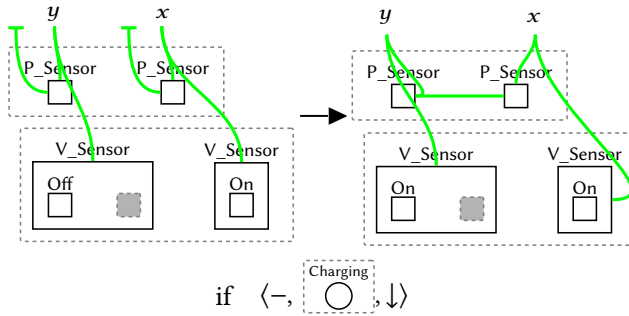 y x y x
P_Sensor P_Sensor P_Sensor P_Sensor
V_Sensor V_Sensor V_Sensor V_Sensor
Off On On On
Charging
if ⟨−, , ↓⟩